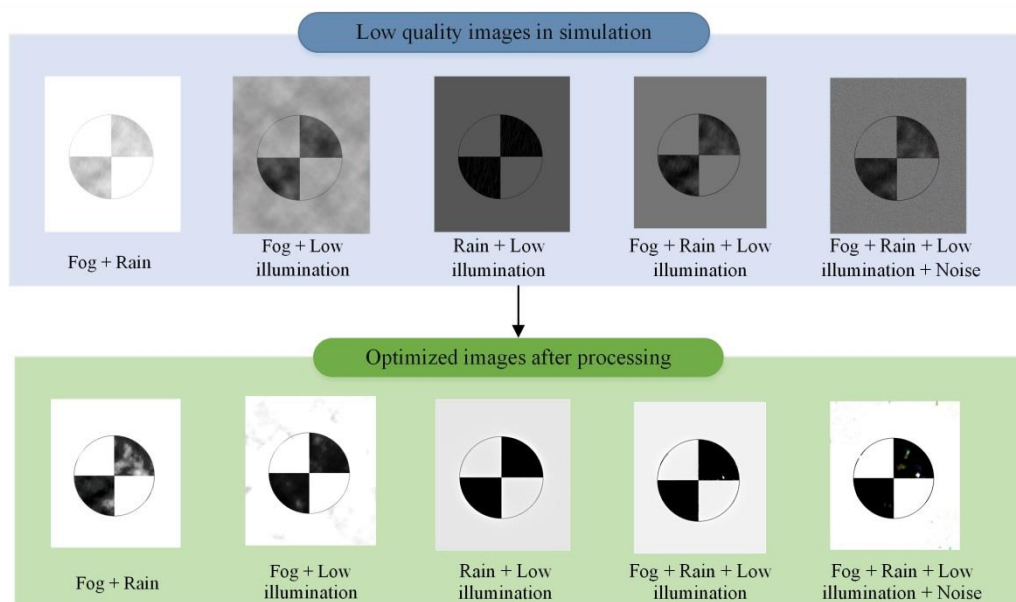 Low quality images in simulation
Fog + Rain
Fog + Low
illumination
Rain + Low
illumination
Fog + Rain + Low
illumination
Fog + Rain + Low
illumination + Noise
Optimized images after processing
Fog + Rain
Fog + Low
illumination
Rain + Low
illumination
Fog + Rain + Low
illumination
Fog + Rain + Low
illumination + Noise